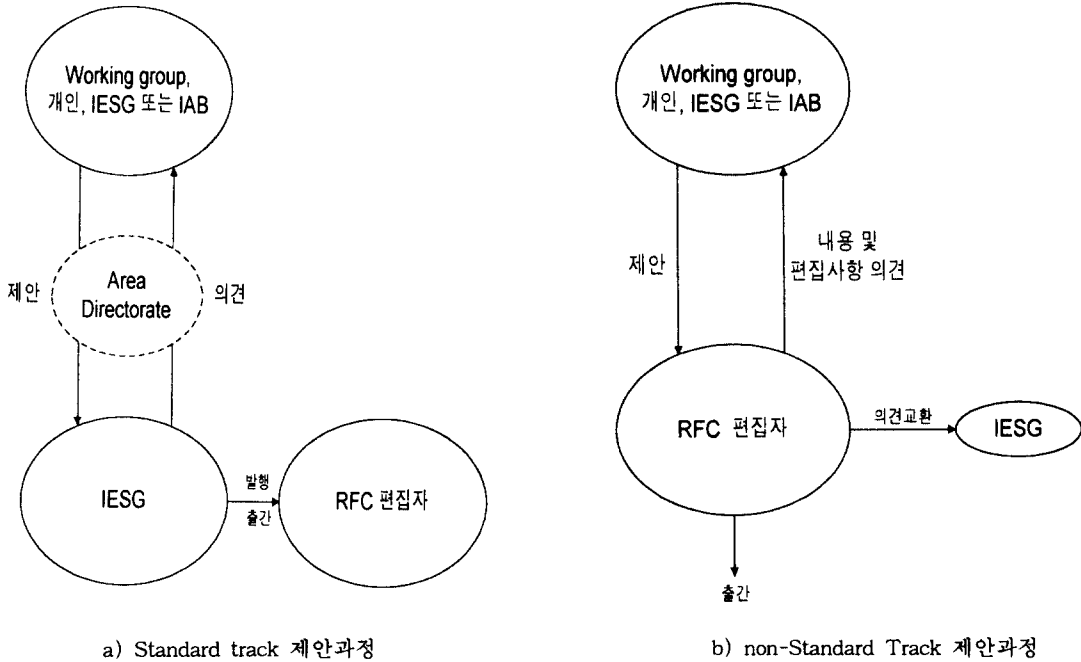 Working group,
개인, IESG 또는 IAB
제안
Area
Directorate
의견
IESG
발행
출간
RFC 편집자
a) Standard track 제안과정
Working group,
개인, IESG 또는 IAB
제안
내용 및
편집사항 의견
RFC 편집자
의견교환
IESG
출간
b) non-Standard Track 제안과정